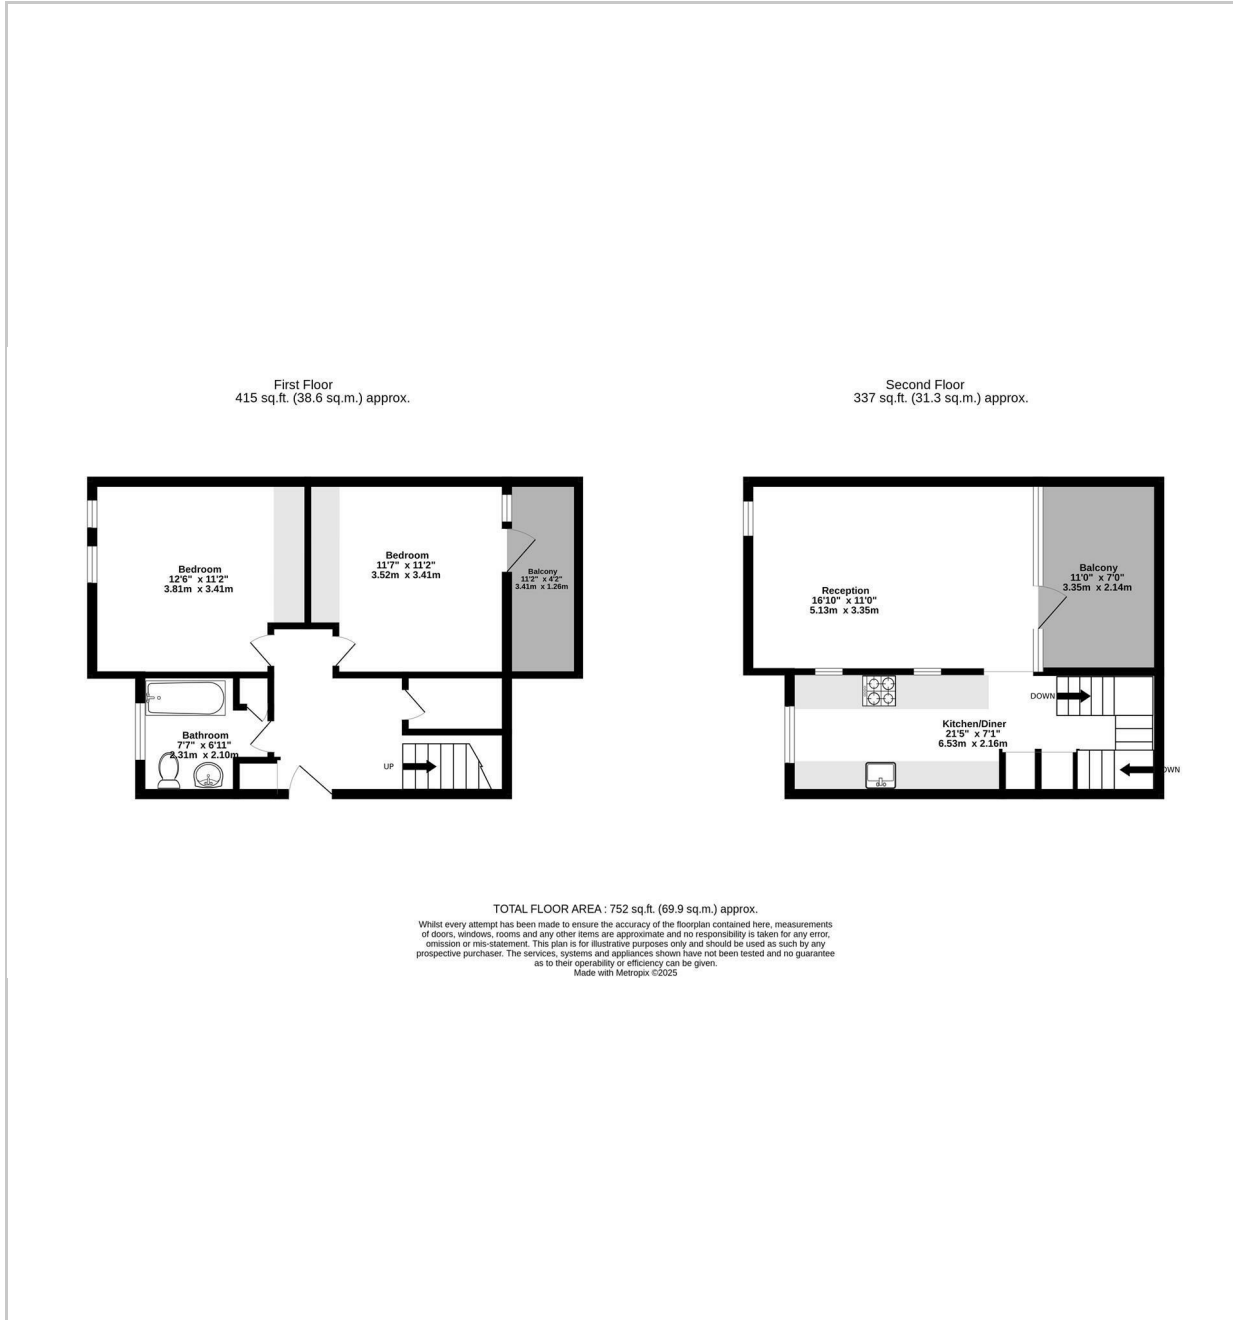 First Floor
415 sq.ft. (38.6 sq.m.) approx.
Second Floor
337 sq.ft. (31.3 sq.m.) approx.
Bedroom
12'6" x 11'2"
3.81m x 3.41m
Bedroom
11'7" x 11'2"
3.52m x 3.41m
Balcony
11'2" x 4'2"
3.41m x 1.26m
Bathroom
7'7" x 6'11"
2.31m x 2.10m
UP
Reception
16'10" x 11'0"
5.13m x 3.35m
Balcony
11'0" x 7'0"
3.35m x 2.14m
DOWN
Kitchen/Diner
21'5" x 7'1"
6.53m x 2.16m
TOTAL FLOOR AREA : 752 sq.ft. (69.9 sq.m.) approx.
Whilst every attempt has been made to ensure the accuracy of the floorplan contained here, measurements
of doors, windows, rooms and any other items are approximate and no responsibility is taken for any error,
omission or mis-statement. This plan is for illustrative purposes only and should be used as such by any
prospective purchaser. The services, systems and appliances shown have not been tested and no guarantee
as to their operability or efficiency can be given.
Made with Metropix ©2025